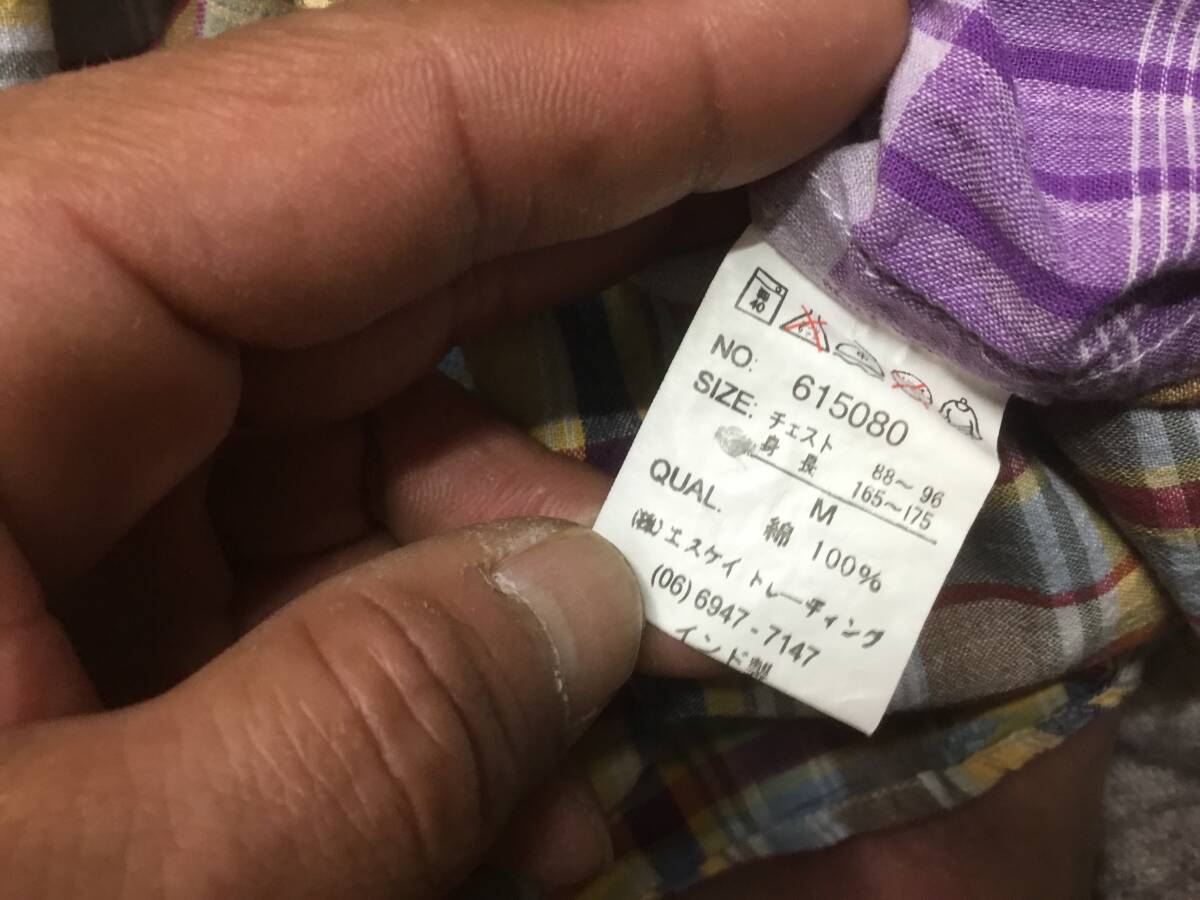 40
NO: 615080
SIZE: チェスト 88～96
身長 165～175
M
QUAL. 綿 100%
㈱エスケイトレーディング
(06)6947-7147
インド製